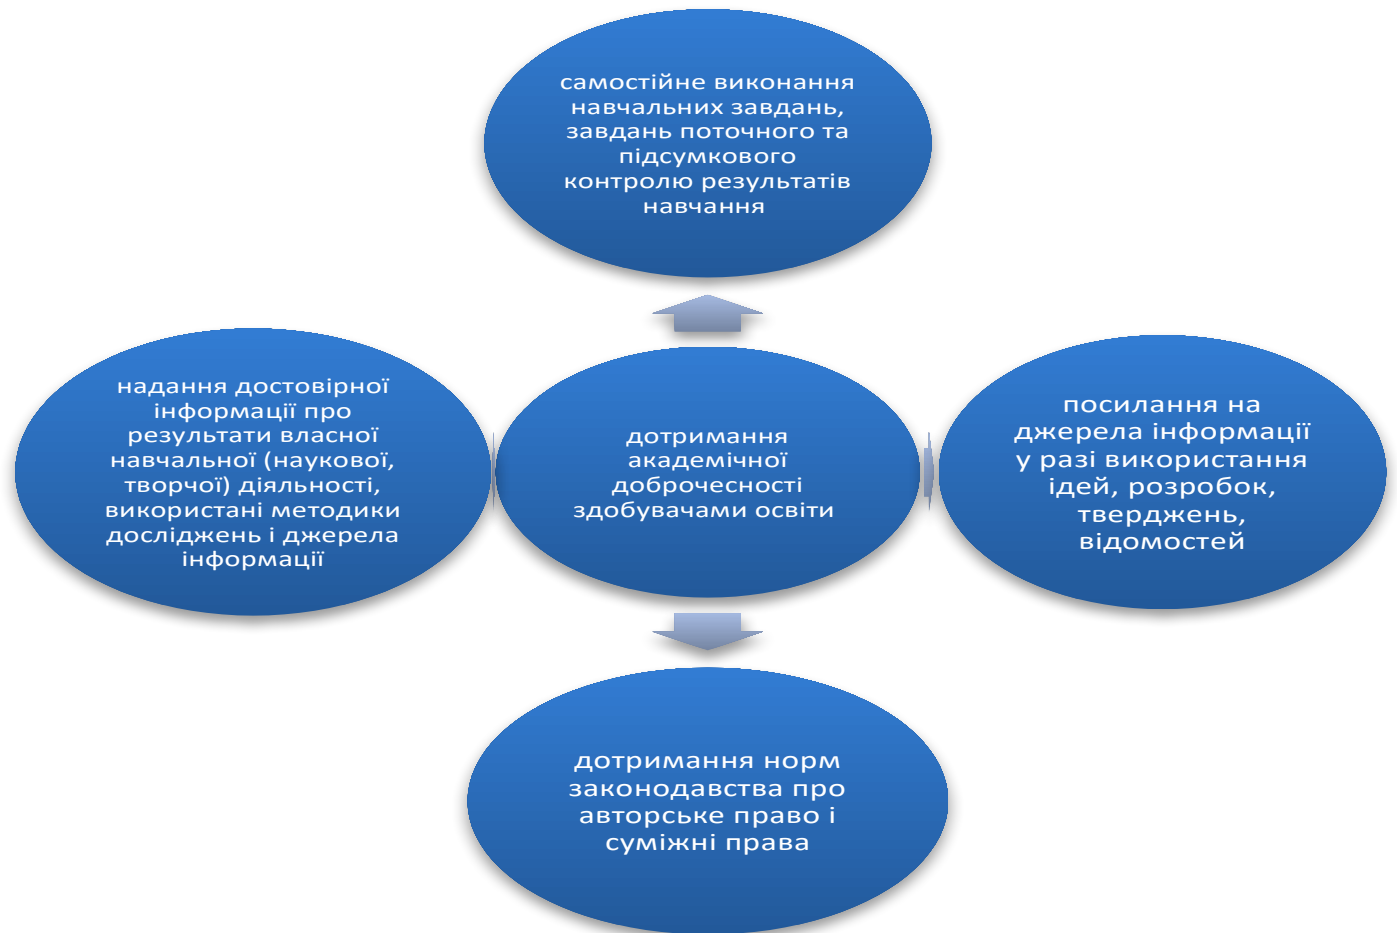 самостійне виконання
навчальних завдань,
завдань поточного та
підсумкового
контролю результатів
навчання
надання достовірної
інформації про
результати власної
навчальної (наукової,
творчої) діяльності,
використані методики
досліджень і джерела
інформації
дотримання
академічної
доброчесності
здобувачами освіти
посилання на
джерела інформації
у разі використання
ідей, розробок,
тверджень,
відомостей
дотримання норм
законодавства про
авторське право і
суміжні права